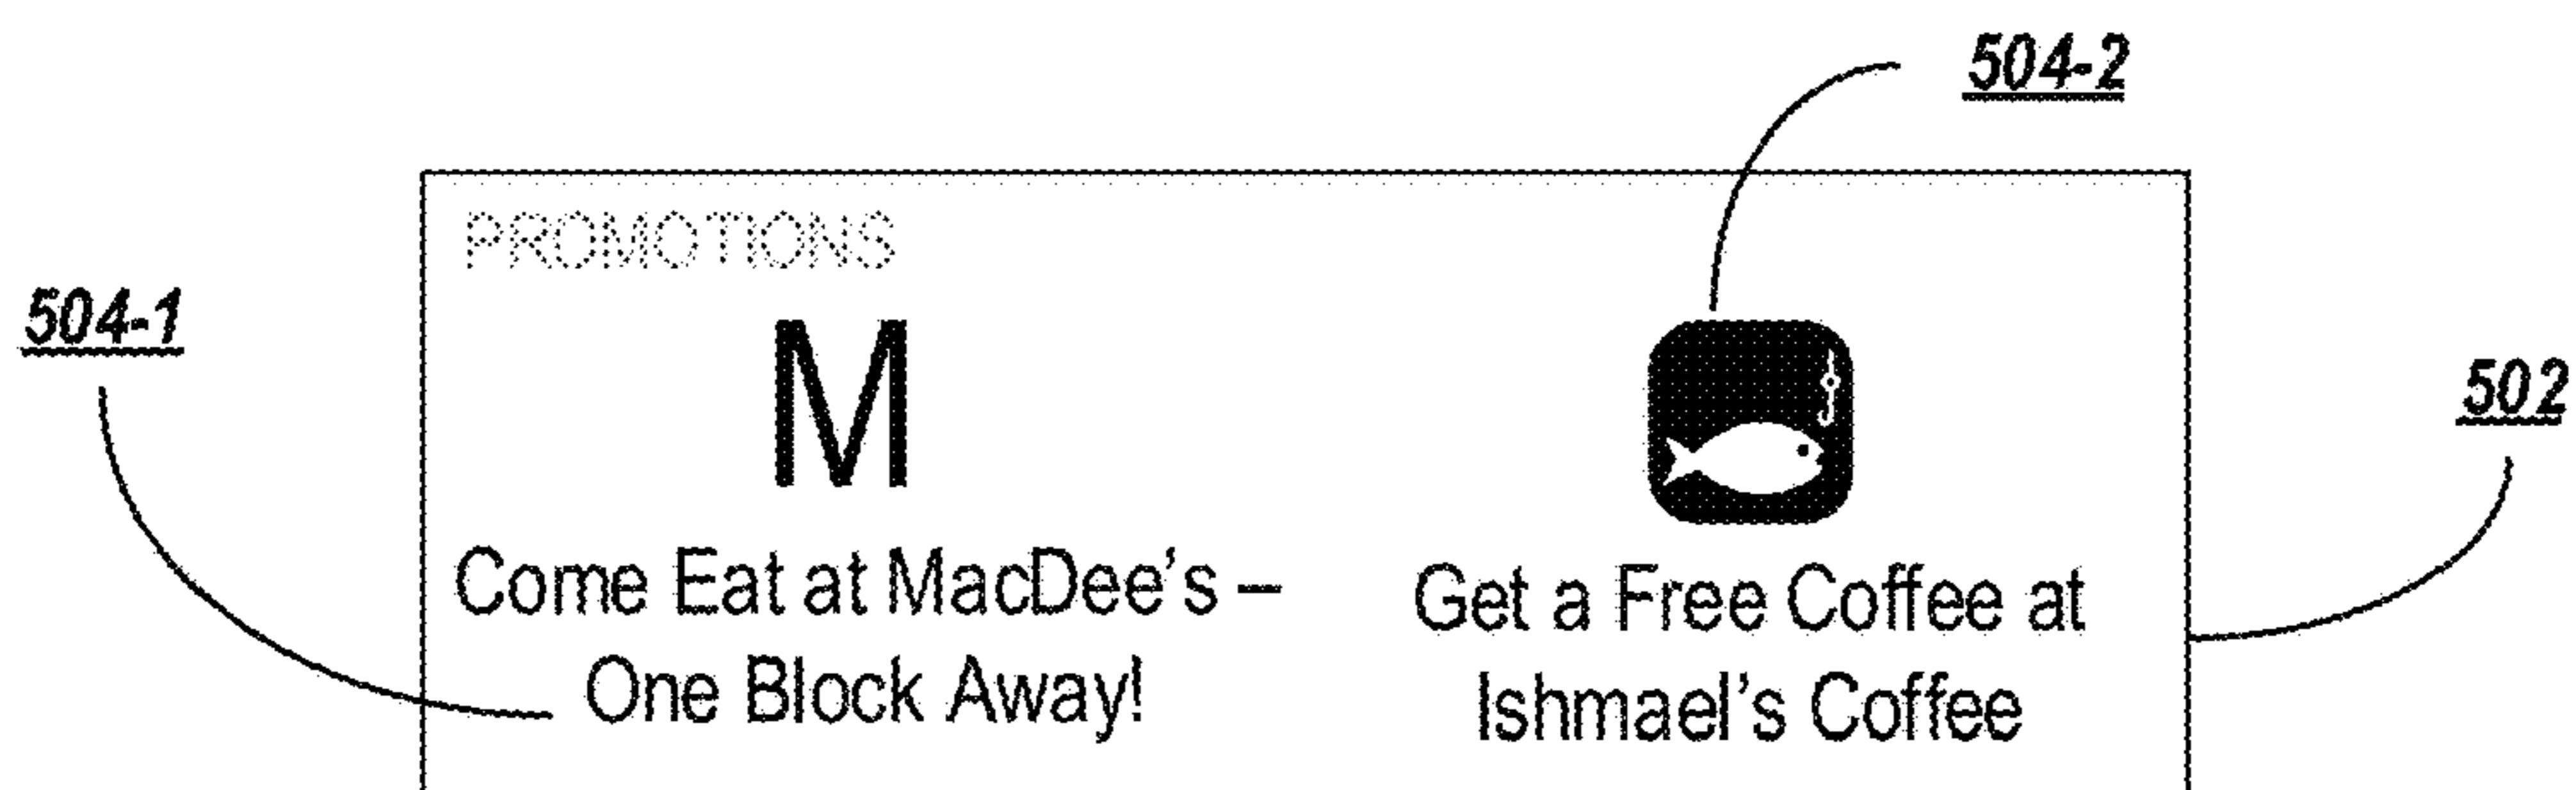 504-2
PROMOTIONS
504-1
M
502
Come Eat at MacDee's –
One Block Away!
Get a Free Coffee at
Ishmael's Coffee